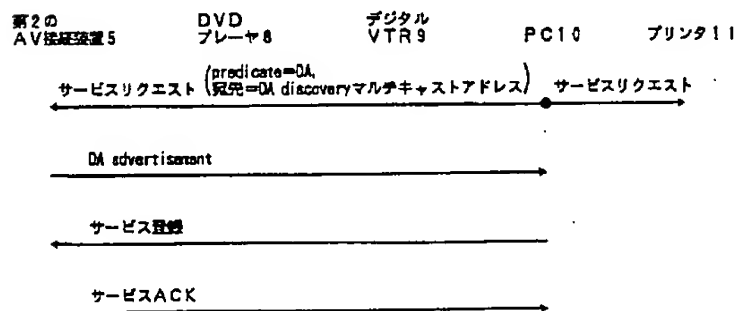 第2の
AV接証装置5
DVD
プレーヤ8
デジタル
VTR9
PC10
プリンタ11
サービスリクエスト
(predicate=DA,
宛先=DA discoveryマルチキャストアドレス)
サービスリクエスト
DA advertisement
サービス登録
サービスACK